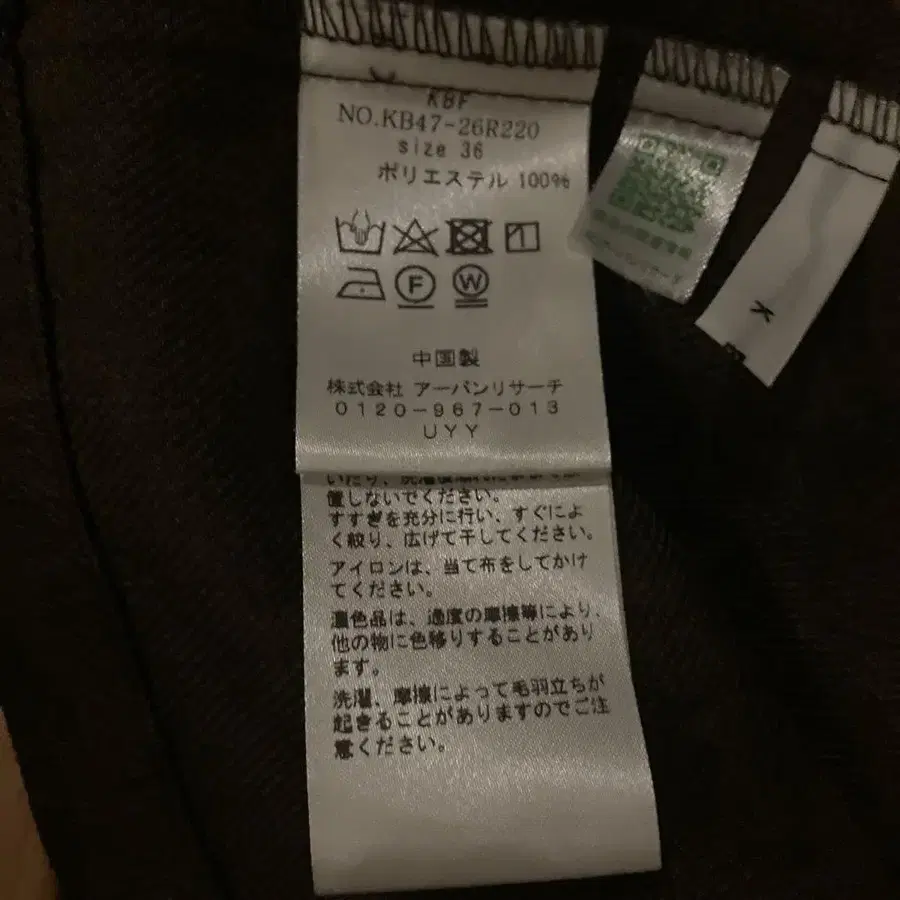 KBF
NO.KB47-26R220
size 36
ポリエステル 100%
F
W
中国製
株式会社 アーバンリサーチ
0120-967-013
UYY
置しないでください。
すすぎを充分に行い、すぐによ
く絞り、広げて干してください。
アイロンは、当て布をしてかけ
てください。
濃色品は、過度の摩擦等により、
他の物に色移りすることがあり
ます。
洗濯、摩擦によって毛羽立ちが
起きることがありますのでご注
意ください。
K